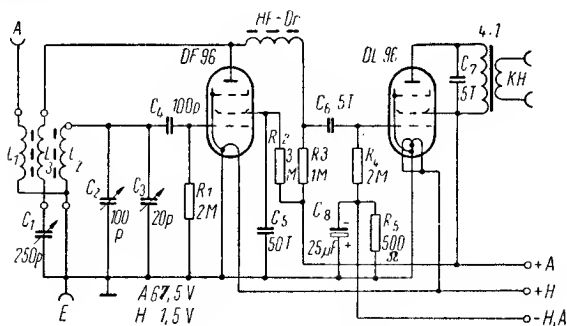 A
HF-Dr
DF 96
DL 96
4:1
C7
5T
KH
C4 100p
C6 5T
L1
L3
L2
C2
100
p
C3
20p
R1
2M
R2
3
M
R3
1M
R4
2M
C1
250p
C5
50T
C8
25µF
-
+
R5
500
Ω
E
A 67,5 V
H 1,5 V
+A
+H
-H,A